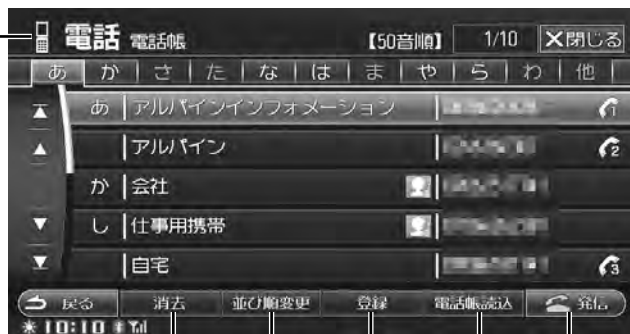 電話 電話帳 【50音順】 1/10 ×閉じる
あ か さ た な は ま や ら わ 他
あ アルパインインフォメーション 1
アルパイン 2
か 会社
し 仕事用携帯
自宅 3
戻る 消去 並び順変更 登録 電話帳読込 発信
10:10